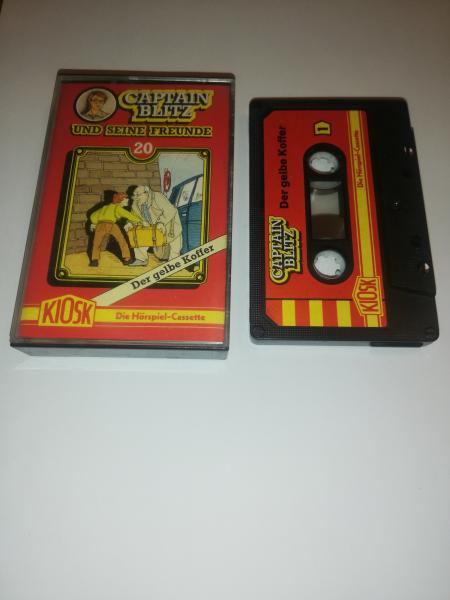 CAPTAIN
BLITZ
UND SEINE FREUNDE
20
Der gelbe Koffer
KIOSK
Die Hörspiel-Cassette
1
CAPTAIN
BLITZ
Der gelbe Koffer
KIOSK
Die Hörspiel-Cassette